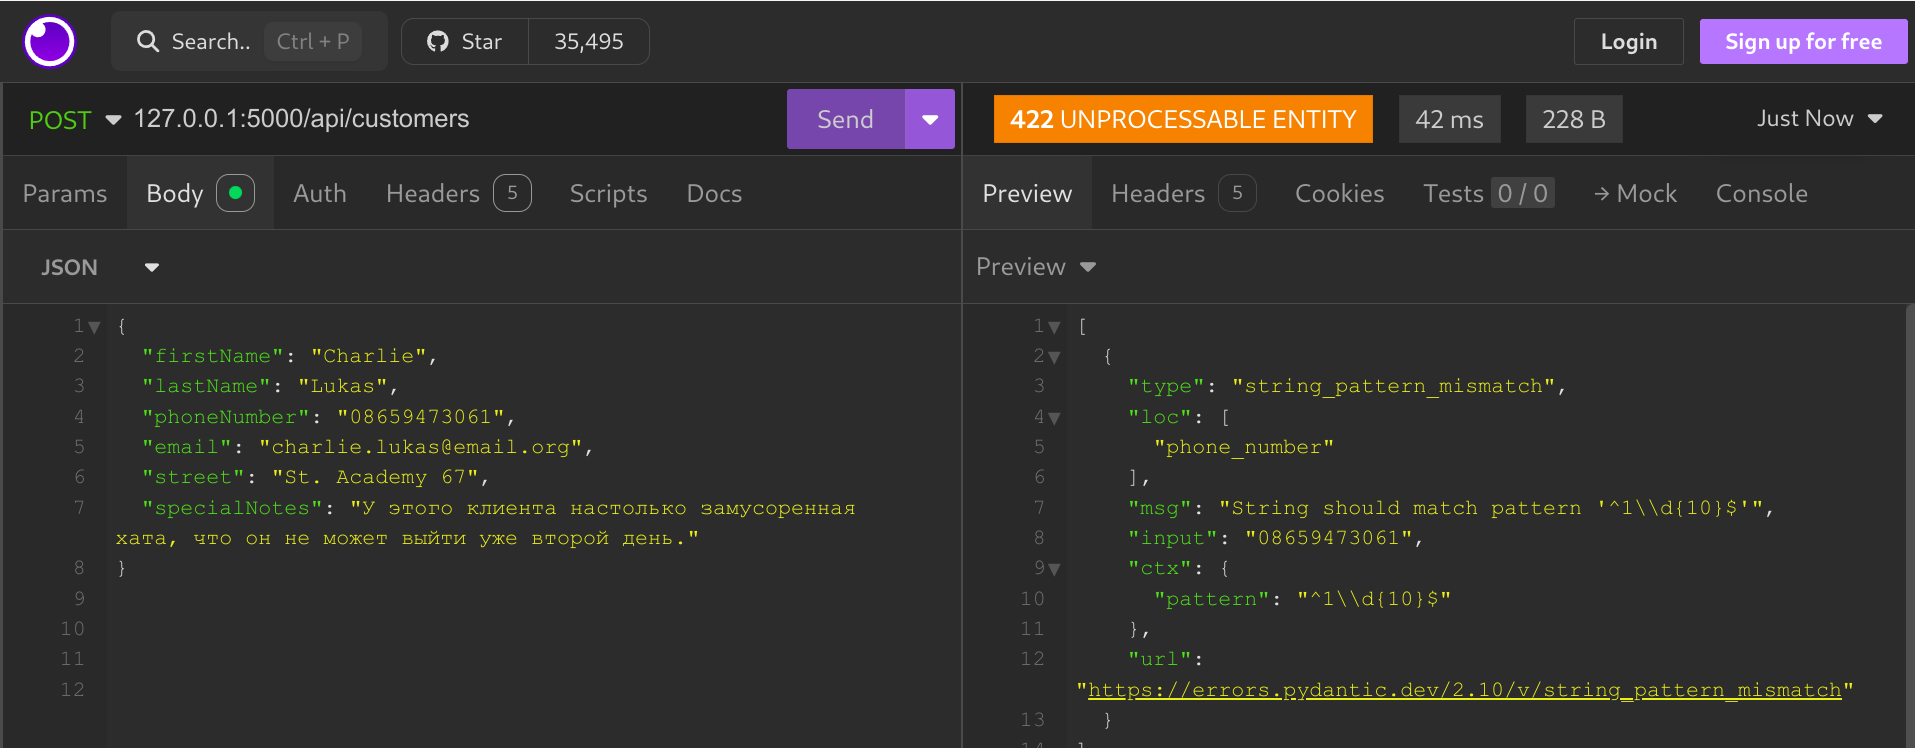 Search.. Ctrl + P Star 35,495 Login Sign up for free
POST 127.0.0.1:5000/api/customers Send
422 UNPROCESSABLE ENTITY 42 ms 228 B Just Now
Params Body Auth Headers 5 Scripts Docs
Preview Headers 5 Cookies Tests 0 / 0 → Mock Console
JSON
Preview
1 {
2 "firstName": "Charlie",
3 "lastName": "Lukas",
4 "phoneNumber": "08659473061",
5 "email": "charlie.lukas@email.org",
6 "street": "St. Academy 67",
7 "specialNotes": "У этого клиента настолько замусоренная
хата, что он не может выйти уже второй день."
8 }
9
10
11
12
1 [
2 {
3 "type": "string_pattern_mismatch",
4 "loc": [
5 "phone_number"
6 ],
7 "msg": "String should match pattern '^1\\d{10}$'",
8 "input": "08659473061",
9 "ctx": {
10 "pattern": "^1\\d{10}$"
11 },
12 "url":
"https://errors.pydantic.dev/2.10/v/string_pattern_mismatch"
13 }
14 ]